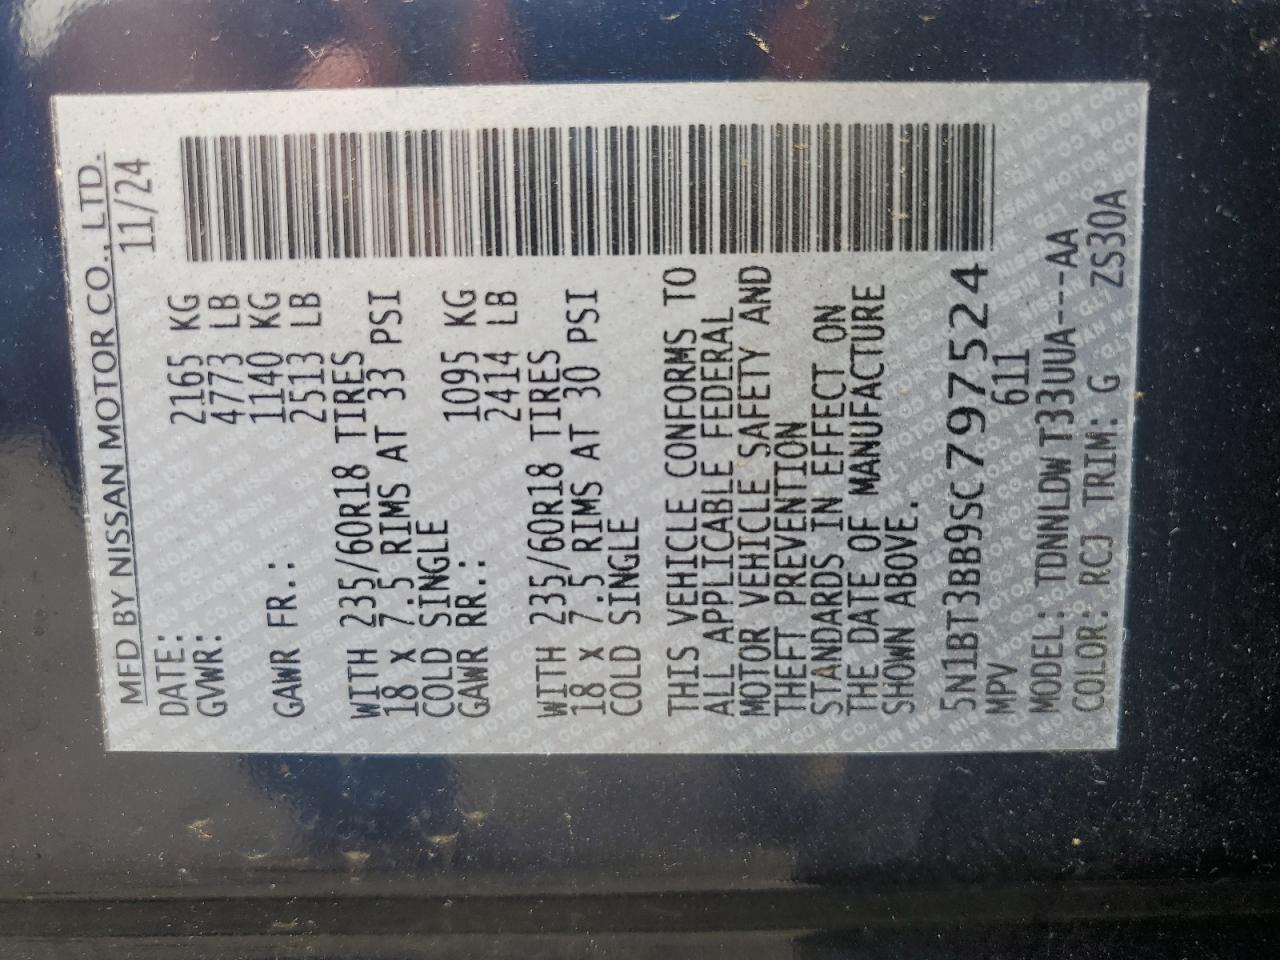 MFD BY NISSAN MOTOR CO., LTD.
DATE: 11/24
GVWR: 2165 KG
4773 LB
GAWR FR.: 1140 KG
2513 LB
WITH 235/60R18 TIRES
18 X 7.5 RIMS AT 33 PSI
COLD SINGLE
GAWR RR.: 1095 KG
2414 LB
WITH 235/60R18 TIRES
18 X 7.5 RIMS AT 30 PSI
COLD SINGLE
THIS VEHICLE CONFORMS TO
ALL APPLICABLE FEDERAL
MOTOR VEHICLE SAFETY AND
THEFT PREVENTION
STANDARDS IN EFFECT ON
THE DATE OF MANUFACTURE
SHOWN ABOVE.
5N1BT3BB9SC797524
MPV 611
MODEL: TDNNLDW T33UUA---AA
COLOR: RCJ TRIM: G ZS30A